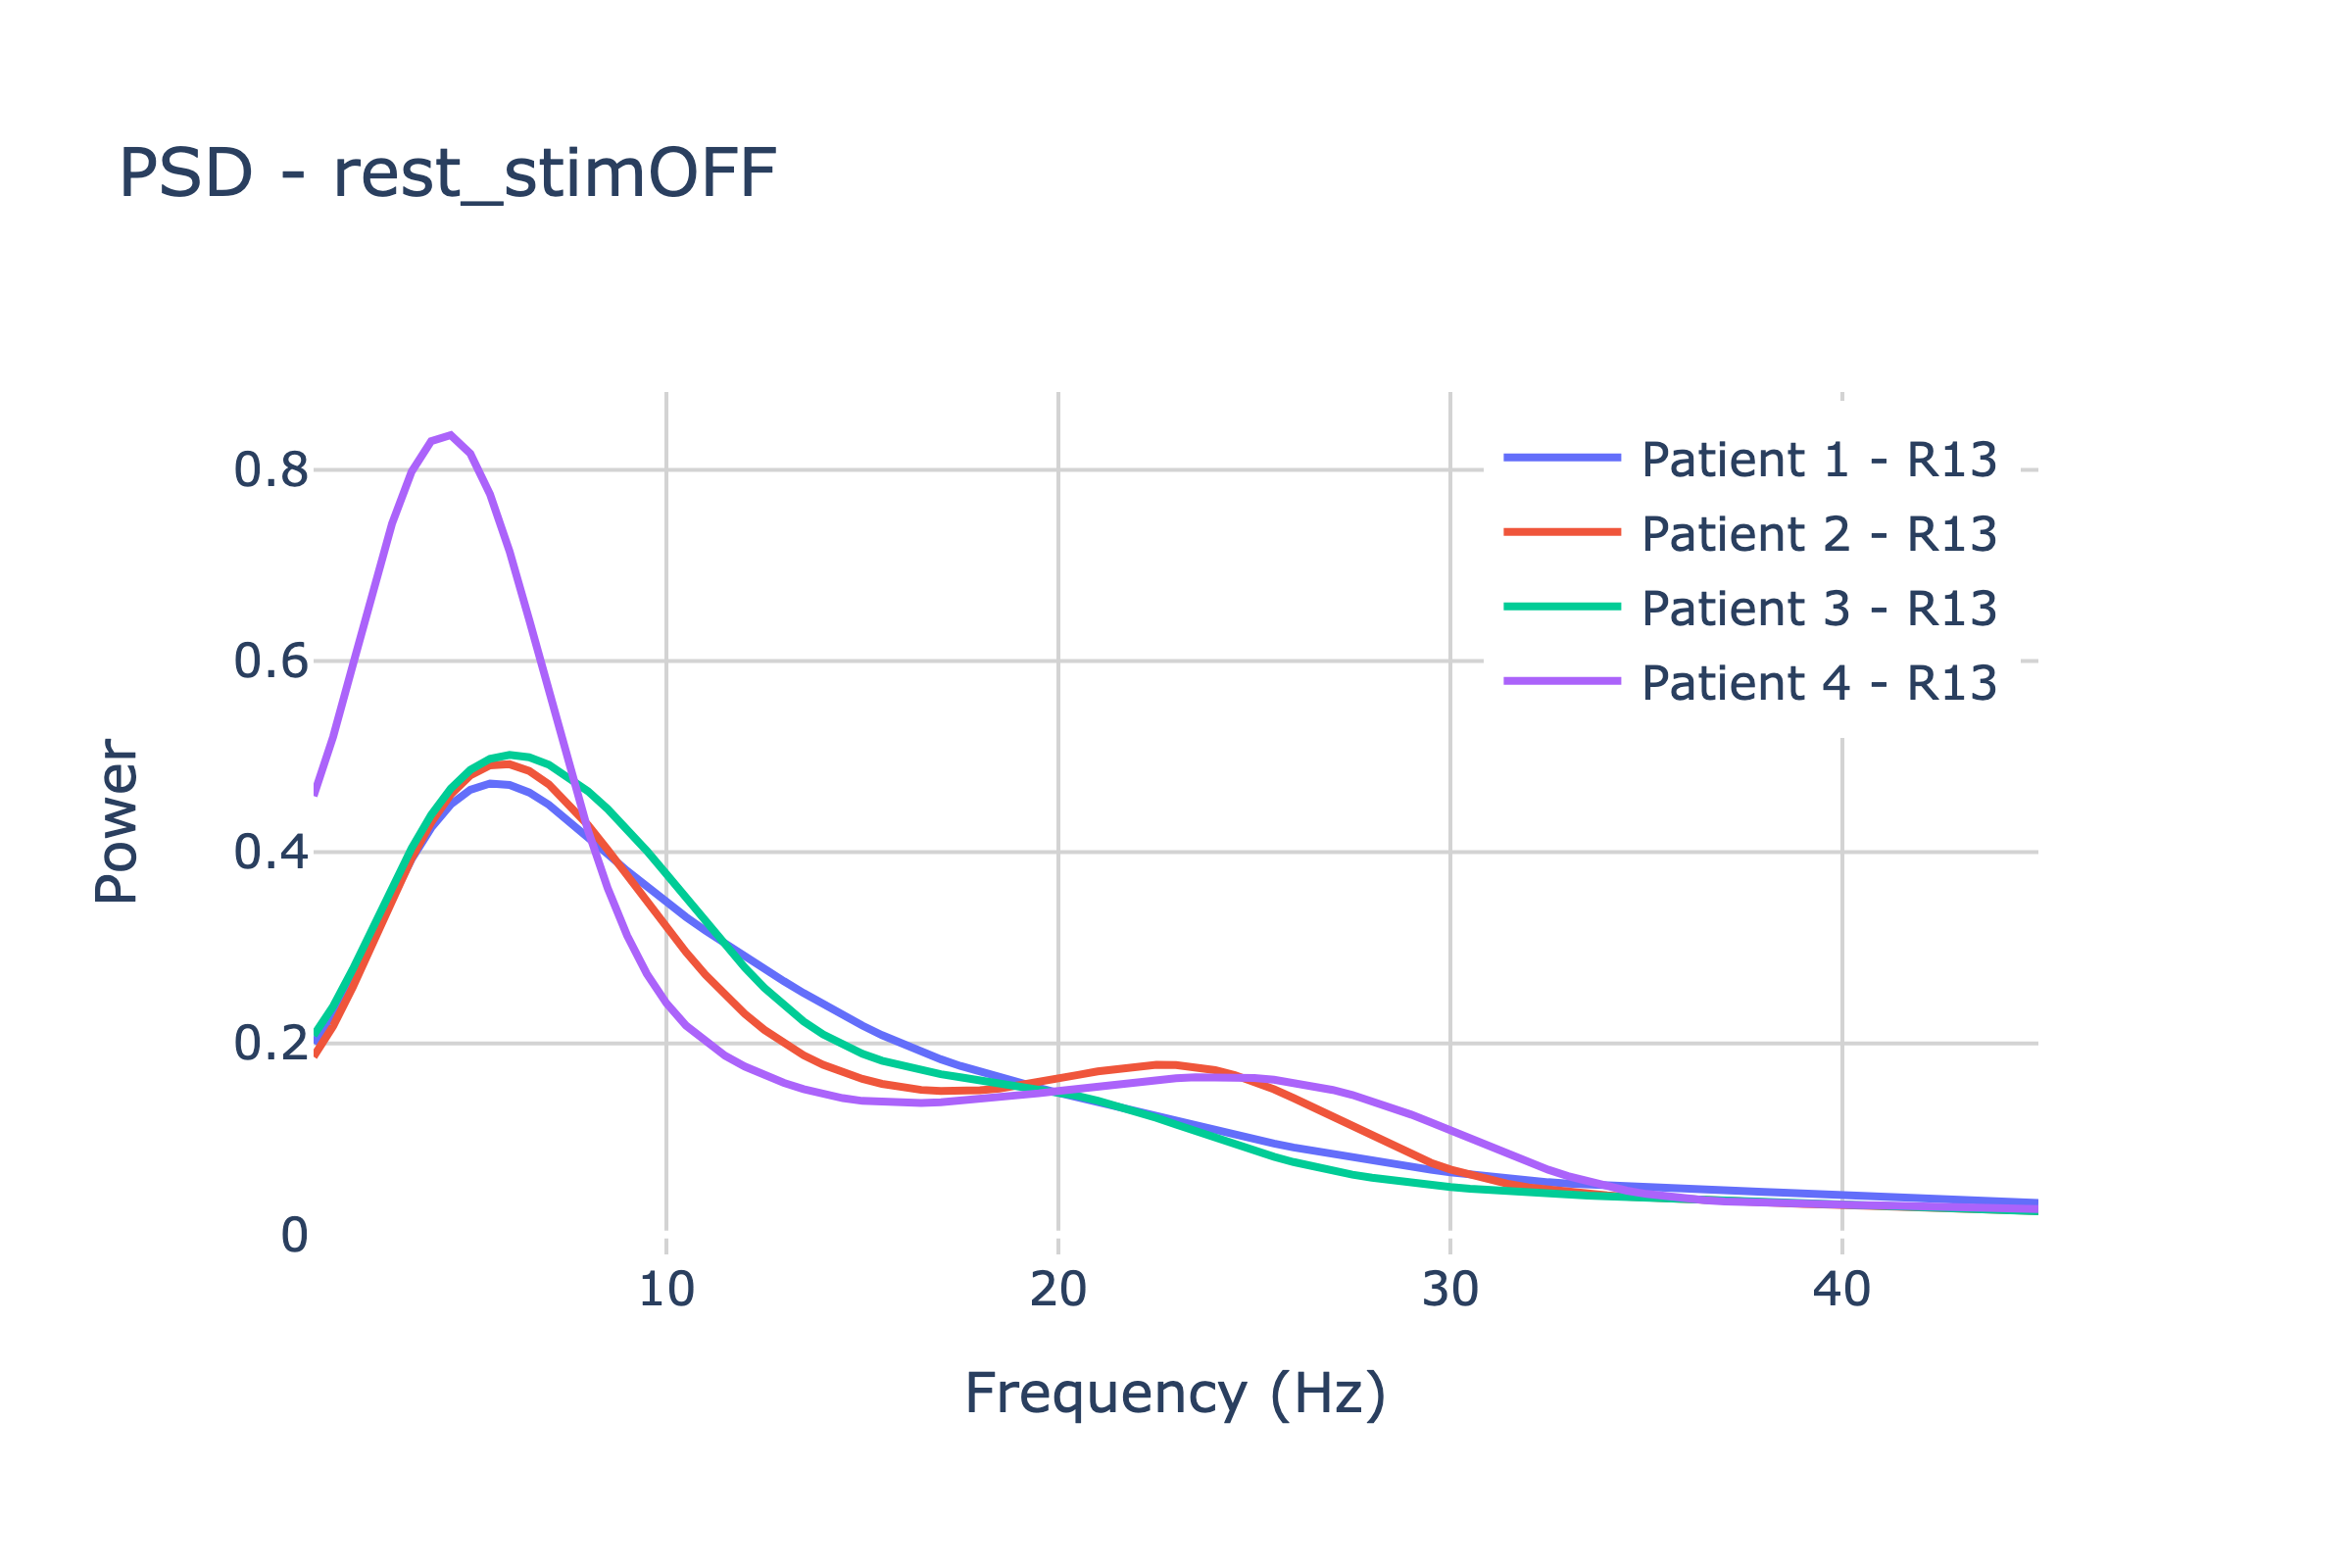 PSD - rest_stimOFF
Patient 1 - R13
Patient 2 - R13
Patient 3 - R13
Patient 4 - R13
0.8
0.6
0.4
0.2
0
Power
10
20
30
40
Frequency (Hz)